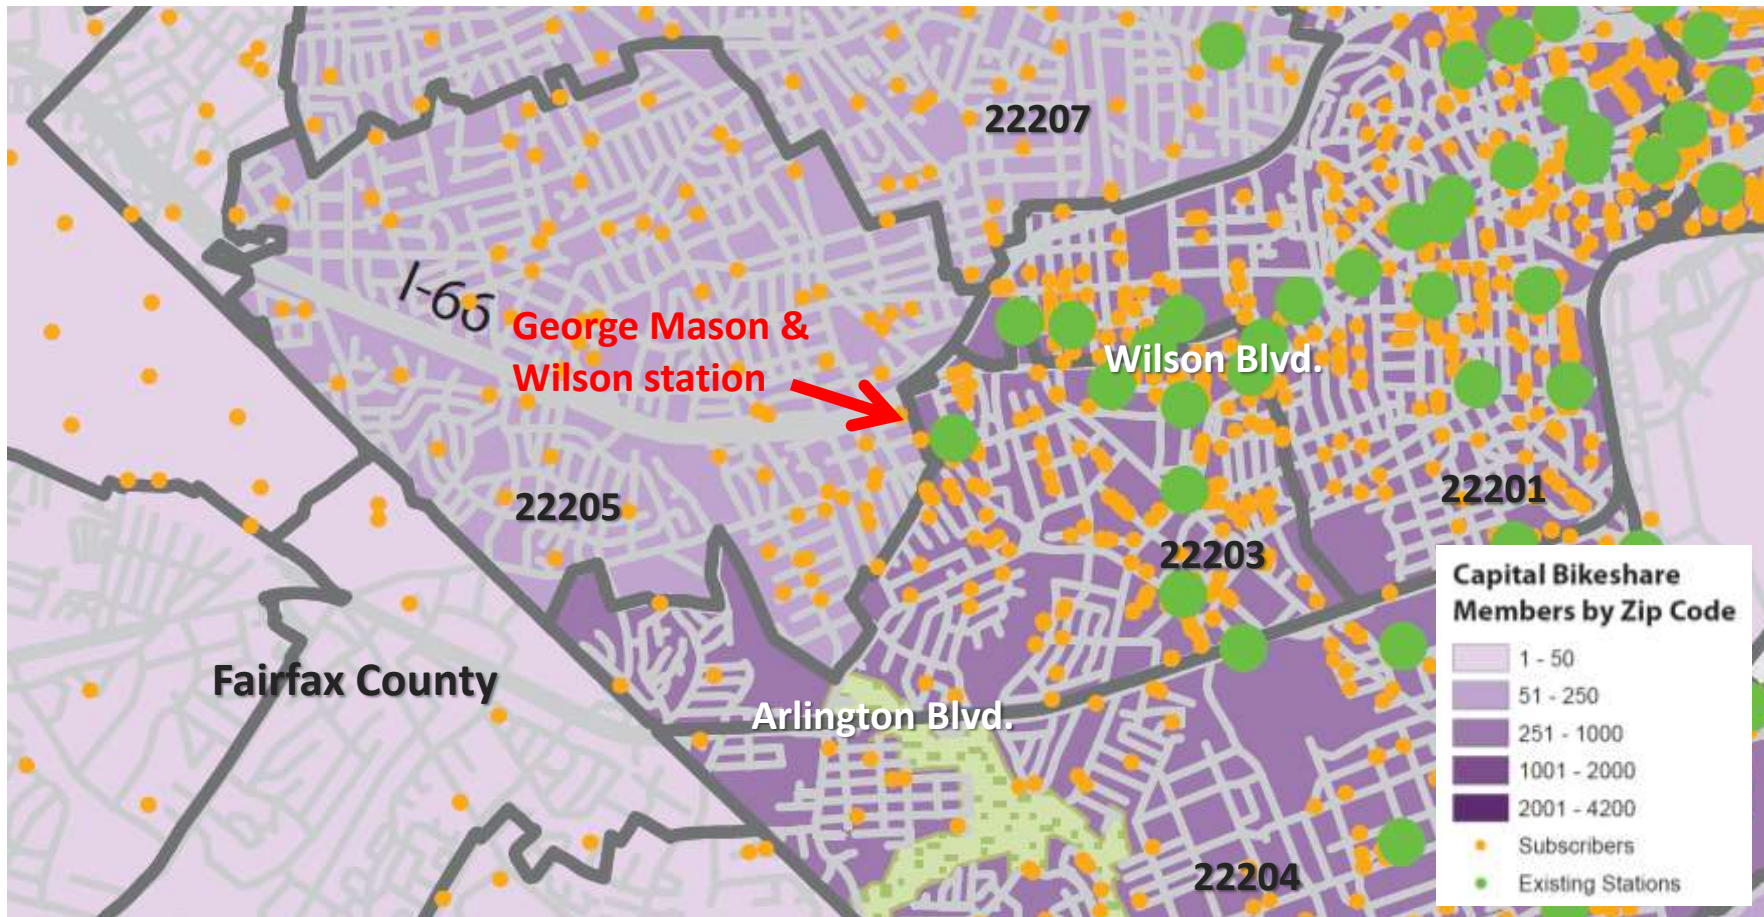 22207
I-66
George Mason &
Wilson station
Wilson Blvd.
22205
22201
22203
Fairfax County
Arlington Blvd.
22204
Capital Bikeshare
Members by Zip Code
1 - 50
51 - 250
251 - 1000
1001 - 2000
2001 - 4200
Subscribers
Existing Stations